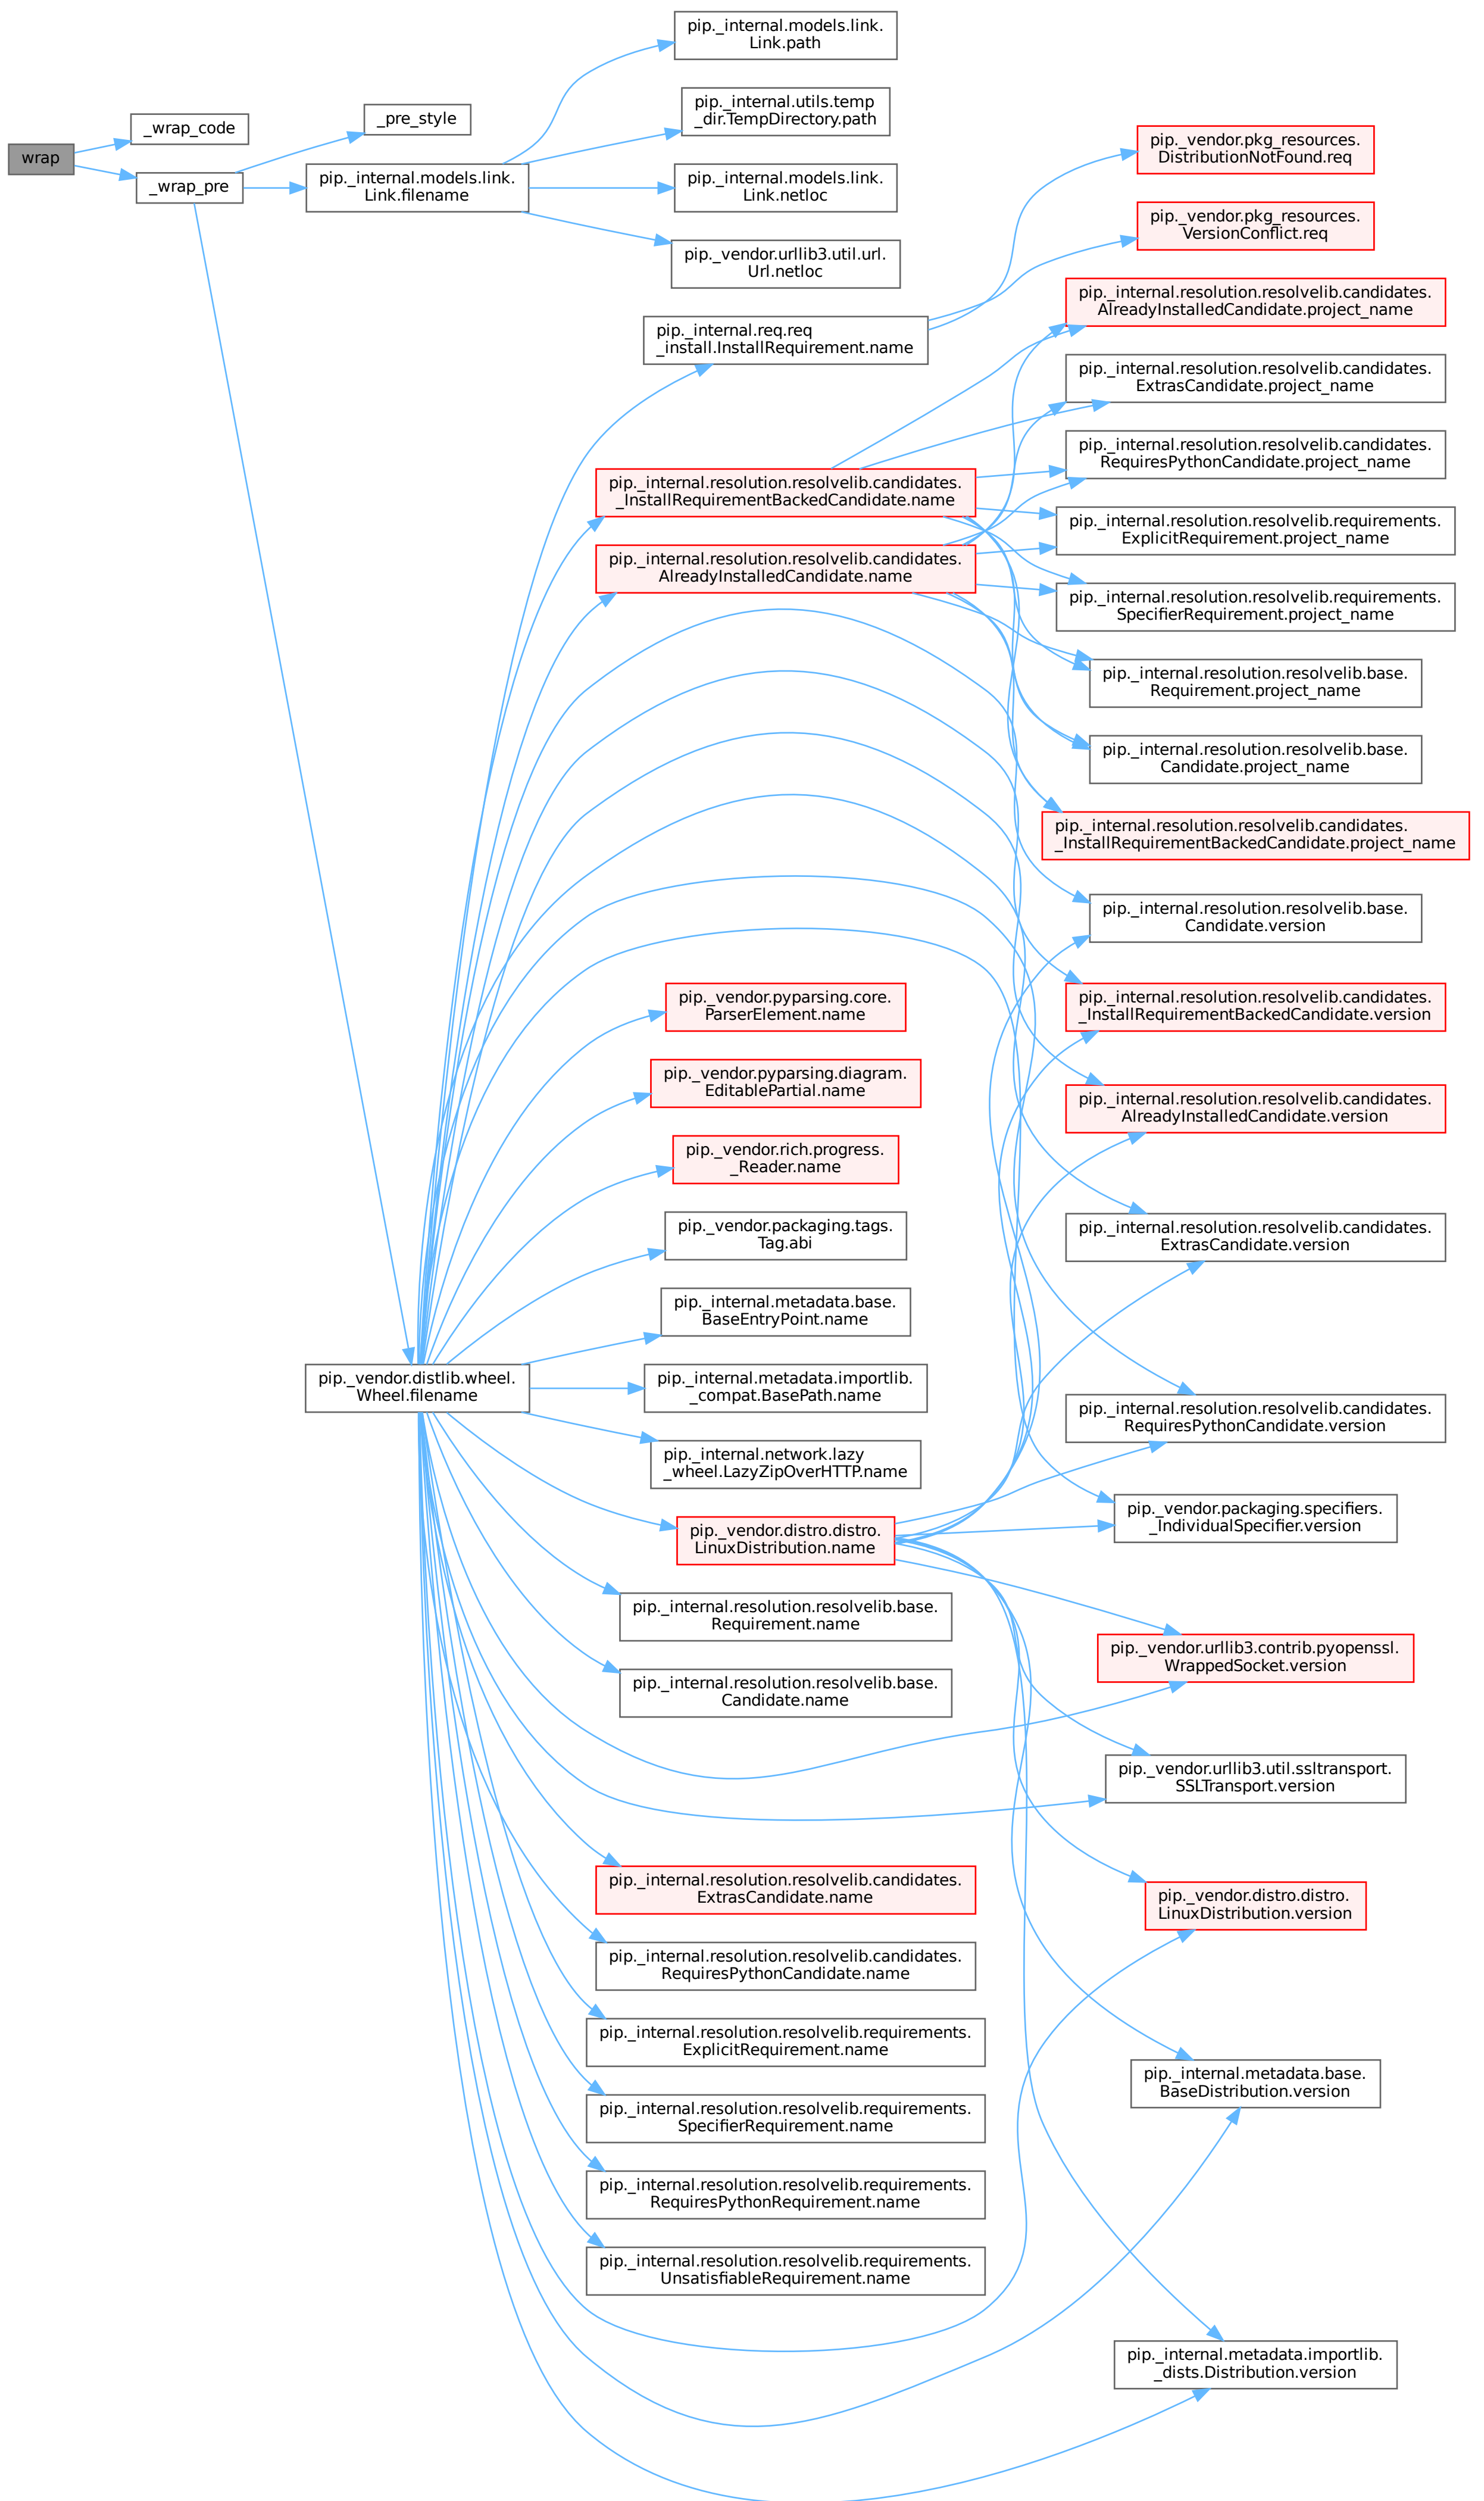 wrap
_wrap_code
_wrap_pre
_pre_style
pip._internal.models.link.
Link.filename
pip._vendor.distlib.wheel.
Wheel.filename
pip._internal.models.link.
Link.path
pip._internal.utils.temp
_dir.TempDirectory.path
pip._internal.models.link.
Link.netloc
pip._vendor.urllib3.util.url.
Url.netloc
pip._internal.req.req
_install.InstallRequirement.name
pip._internal.resolution.resolvelib.candidates.
_InstallRequirementBackedCandidate.name
pip._internal.resolution.resolvelib.candidates.
AlreadyInstalledCandidate.name
pip._vendor.pyparsing.core.
ParserElement.name
pip._vendor.pyparsing.diagram.
EditablePartial.name
pip._vendor.rich.progress.
_Reader.name
pip._vendor.packaging.tags.
Tag.abi
pip._internal.metadata.base.
BaseEntryPoint.name
pip._internal.metadata.importlib.
_compat.BasePath.name
pip._internal.network.lazy
_wheel.LazyZipOverHTTP.name
pip._vendor.distro.distro.
LinuxDistribution.name
pip._internal.resolution.resolvelib.base.
Requirement.name
pip._internal.resolution.resolvelib.base.
Candidate.name
pip._internal.resolution.resolvelib.candidates.
ExtrasCandidate.name
pip._internal.resolution.resolvelib.candidates.
RequiresPythonCandidate.name
pip._internal.resolution.resolvelib.requirements.
ExplicitRequirement.name
pip._internal.resolution.resolvelib.requirements.
SpecifierRequirement.name
pip._internal.resolution.resolvelib.requirements.
RequiresPythonRequirement.name
pip._internal.resolution.resolvelib.requirements.
UnsatisfiableRequirement.name
pip._vendor.pkg_resources.
DistributionNotFound.req
pip._vendor.pkg_resources.
VersionConflict.req
pip._internal.resolution.resolvelib.candidates.
AlreadyInstalledCandidate.project_name
pip._internal.resolution.resolvelib.candidates.
ExtrasCandidate.project_name
pip._internal.resolution.resolvelib.candidates.
RequiresPythonCandidate.project_name
pip._internal.resolution.resolvelib.requirements.
ExplicitRequirement.project_name
pip._internal.resolution.resolvelib.requirements.
SpecifierRequirement.project_name
pip._internal.resolution.resolvelib.base.
Requirement.project_name
pip._internal.resolution.resolvelib.base.
Candidate.project_name
pip._internal.resolution.resolvelib.candidates.
_InstallRequirementBackedCandidate.project_name
pip._internal.resolution.resolvelib.base.
Candidate.version
pip._internal.resolution.resolvelib.candidates.
_InstallRequirementBackedCandidate.version
pip._internal.resolution.resolvelib.candidates.
AlreadyInstalledCandidate.version
pip._internal.resolution.resolvelib.candidates.
ExtrasCandidate.version
pip._internal.resolution.resolvelib.candidates.
RequiresPythonCandidate.version
pip._vendor.packaging.specifiers.
_IndividualSpecifier.version
pip._vendor.urllib3.contrib.pyopenssl.
WrappedSocket.version
pip._vendor.urllib3.util.ssltransport.
SSLTransport.version
pip._vendor.distro.distro.
LinuxDistribution.version
pip._internal.metadata.base.
BaseDistribution.version
pip._internal.metadata.importlib.
_dists.Distribution.version